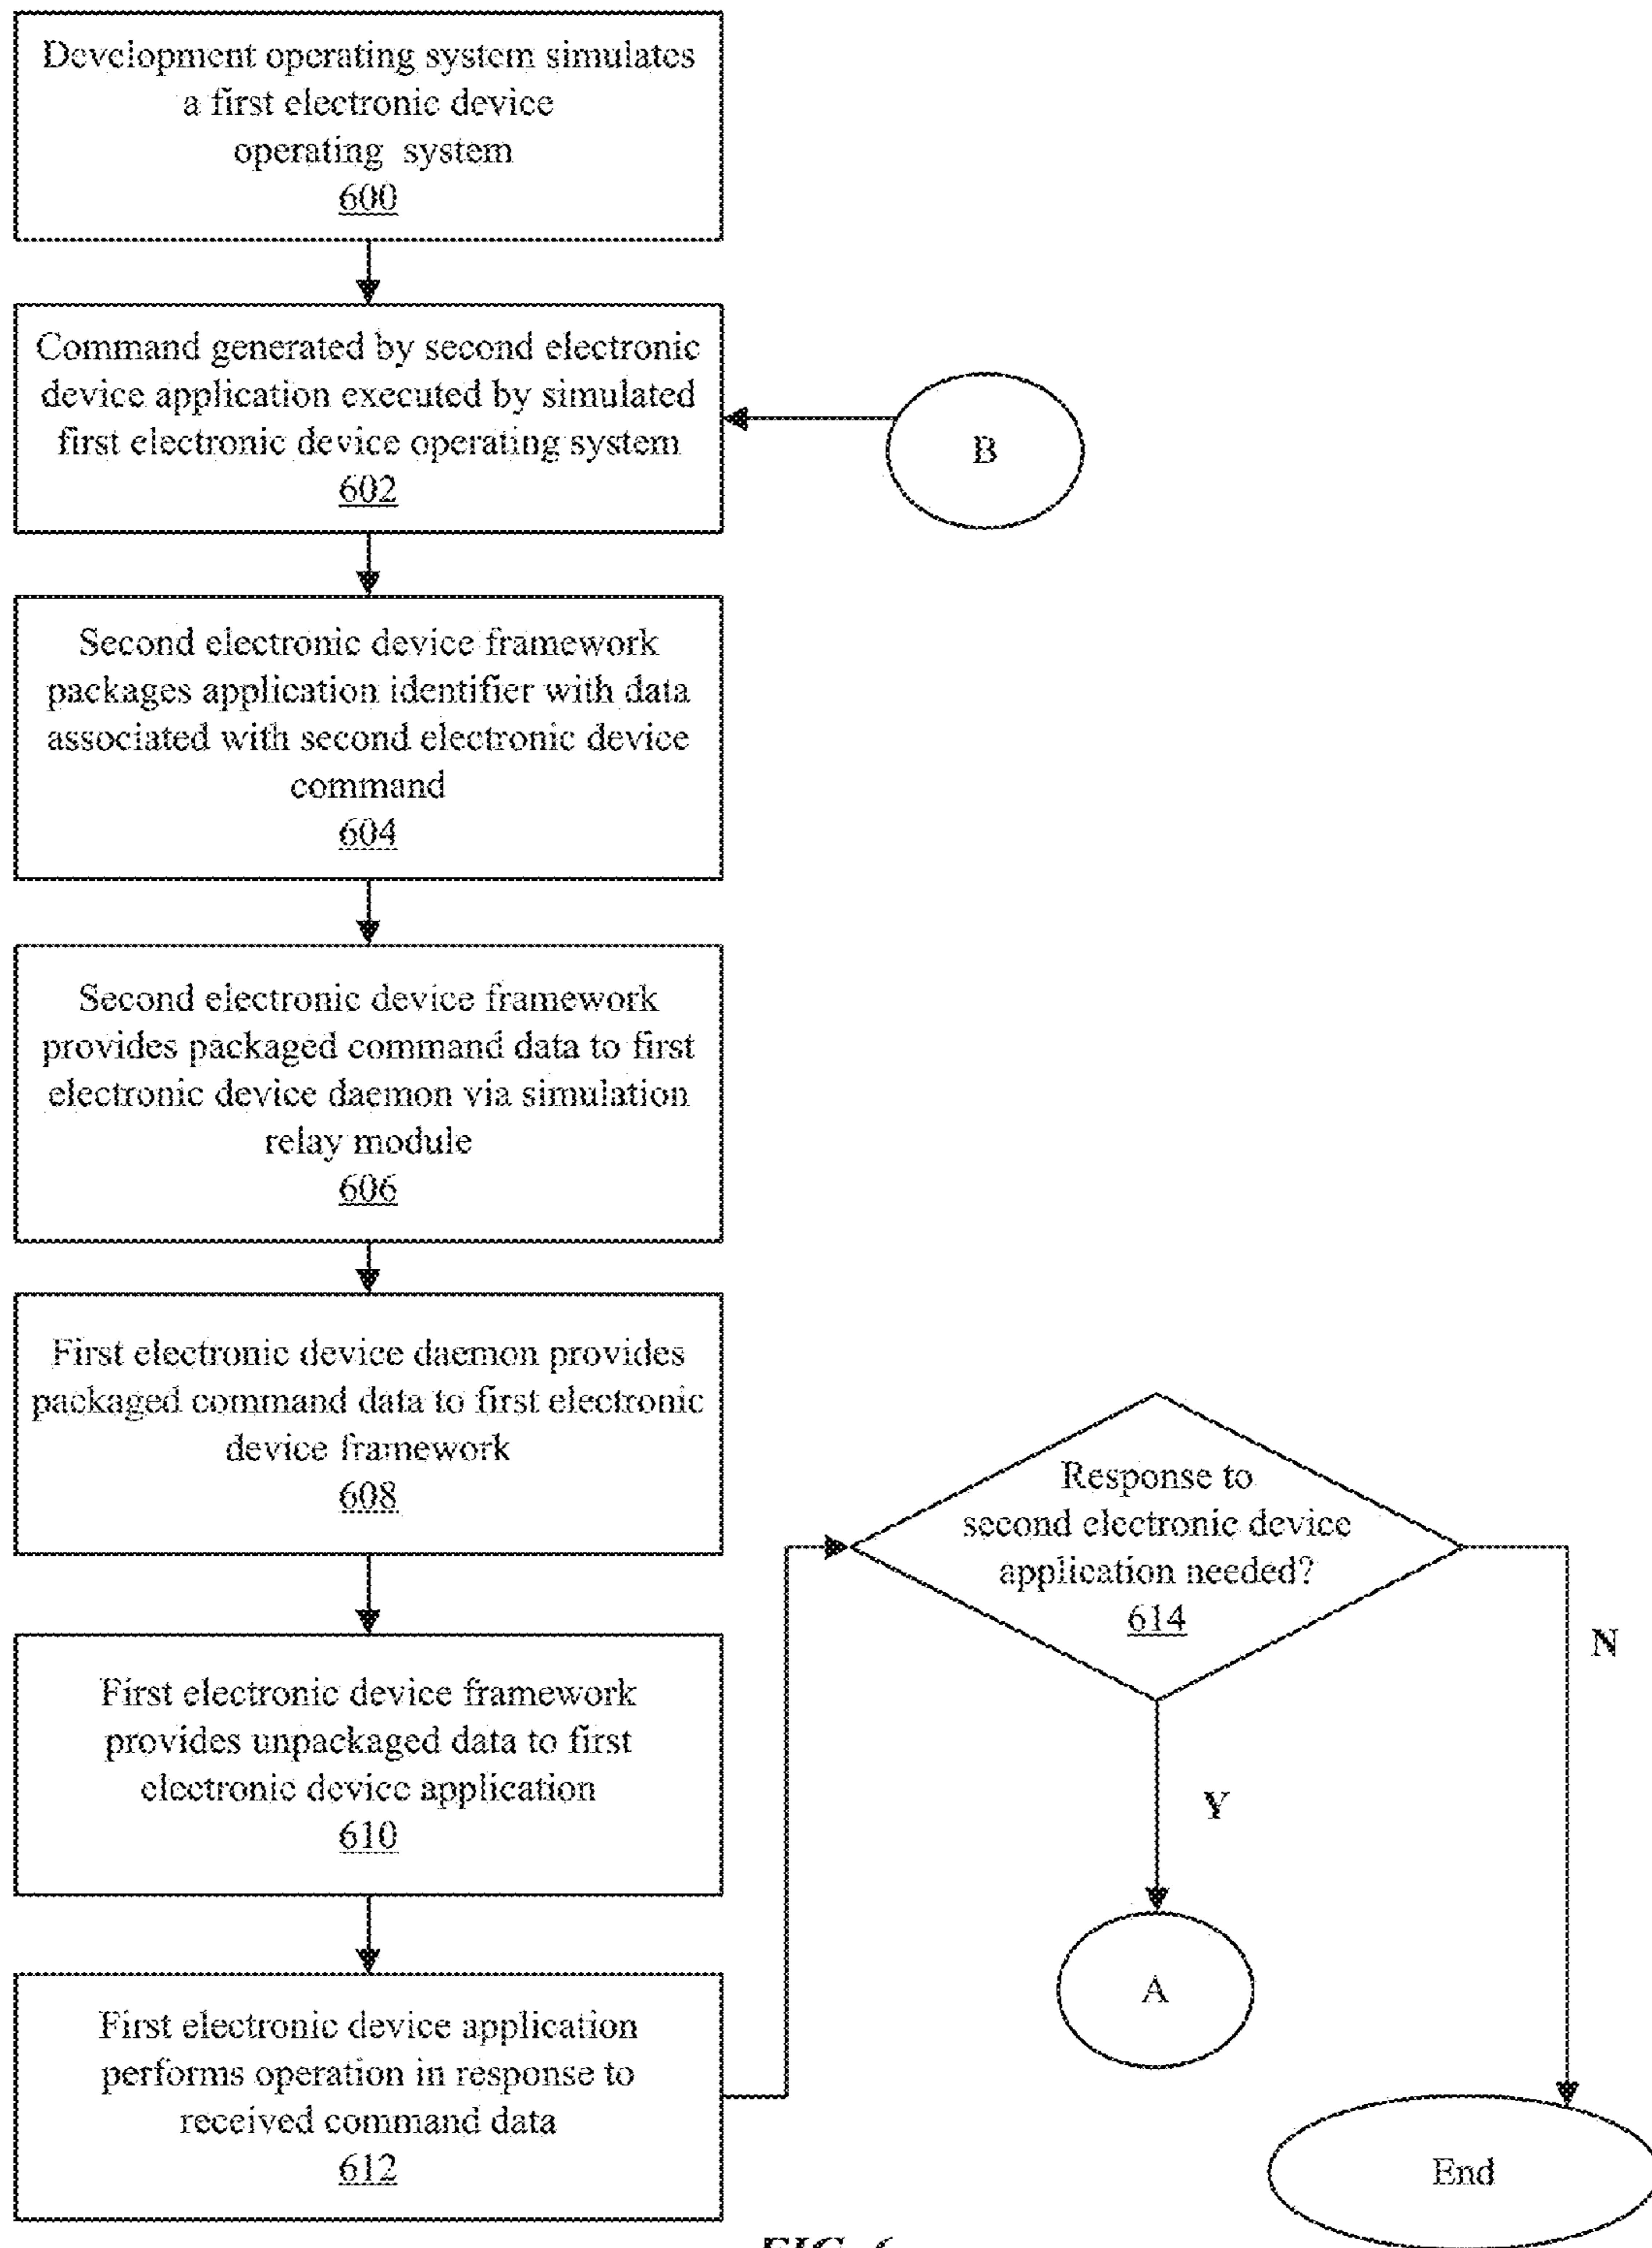 Development operating system simulates
a first electronic device
operating system
600
Command generated by second electronic
device application executed by simulated
first electronic device operating system
602
B
Second electronic device framework
packages application identifier with data
associated with second electronic device
command
604
Second electronic device framework
provides packaged command data to first
electronic device daemon via simulation
relay module
606
First electronic device daemon provides
packaged command data to first electronic
device framework
608
First electronic device framework
provides unpackaged data to first
electronic device application
610
First electronic device application
performs operation in response to
received command data
612
Response to
second electronic device
application needed?
614
N
Y
A
End
FIG. 6